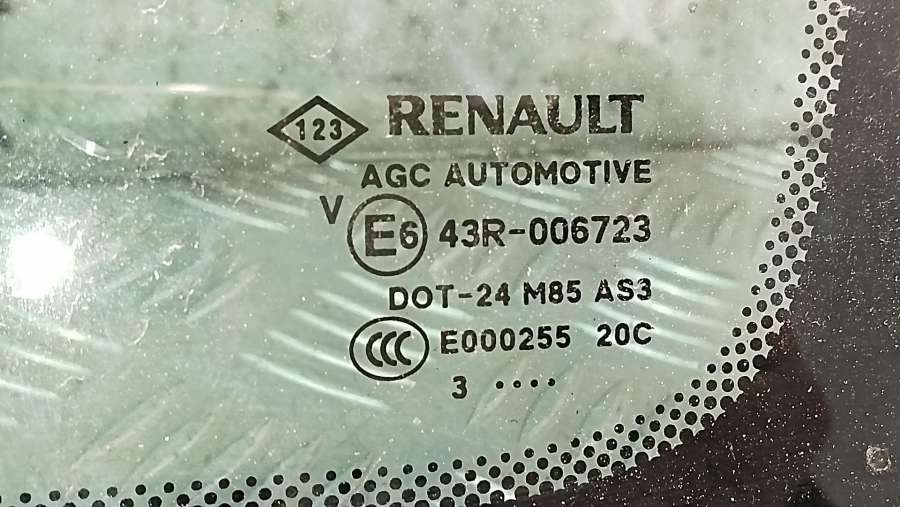 123 RENAULT
AGC AUTOMOTIVE
V E6 43R-006723
DOT-24 M85 AS3
CCC E000255 20C
3 ····